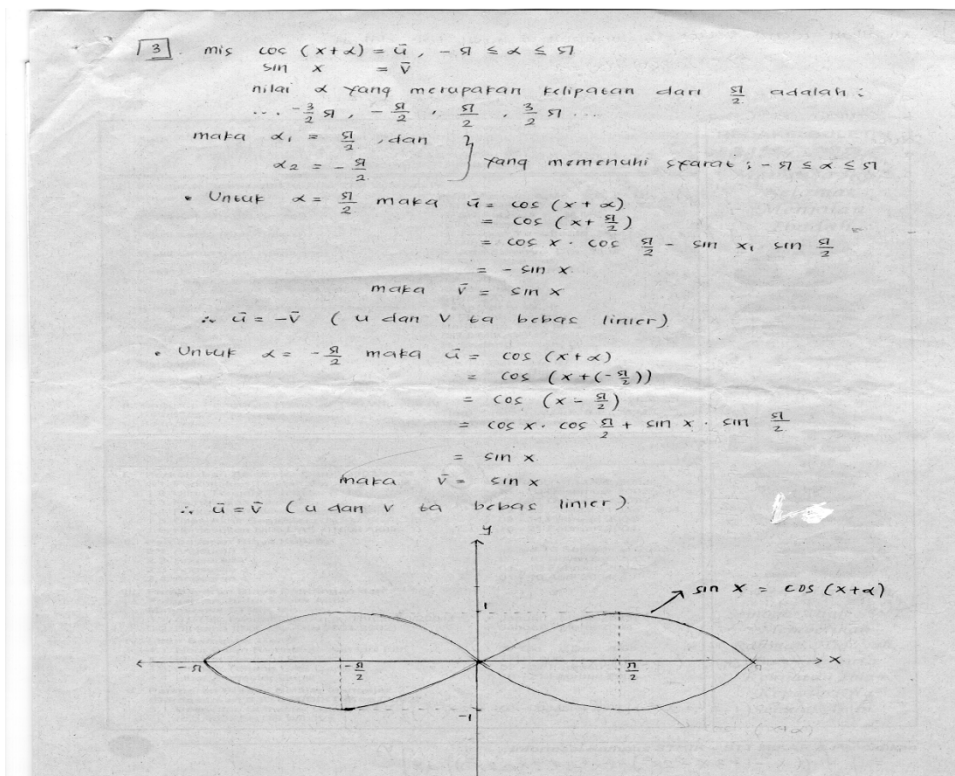 3 mis cos (x+α) = ū, -π ≤ α ≤ π
sin x = v̄
nilai α yang merupakan kelipatan dari π/2 adalah :
... -3/2 π, -π/2, π/2, 3/2 π ...
maka α₁ = π/2, dan
α₂ = -π/2 } yang memenuhi syarat : -π ≤ α ≤ π
• Untuk α = π/2 maka ū = cos (x + α)
= cos (x + π/2)
= cos x · cos π/2 - sin x, sin π/2
= - sin x
maka v̄ = sin x
∴ ū = -v̄ ( u dan v ta bebas linier)
• Untuk α = -π/2 maka ū = cos (x+α)
= cos (x+(-π/2))
= cos (x - π/2)
= cos x · cos π/2 + sin x · sin π/2
= sin x
maka v̄ = sin x
∴ ū = v̄ ( u dan v ta bebas linier)
y
sin x = cos (x+α)
1
-π -π/2 π/2 π x
-1